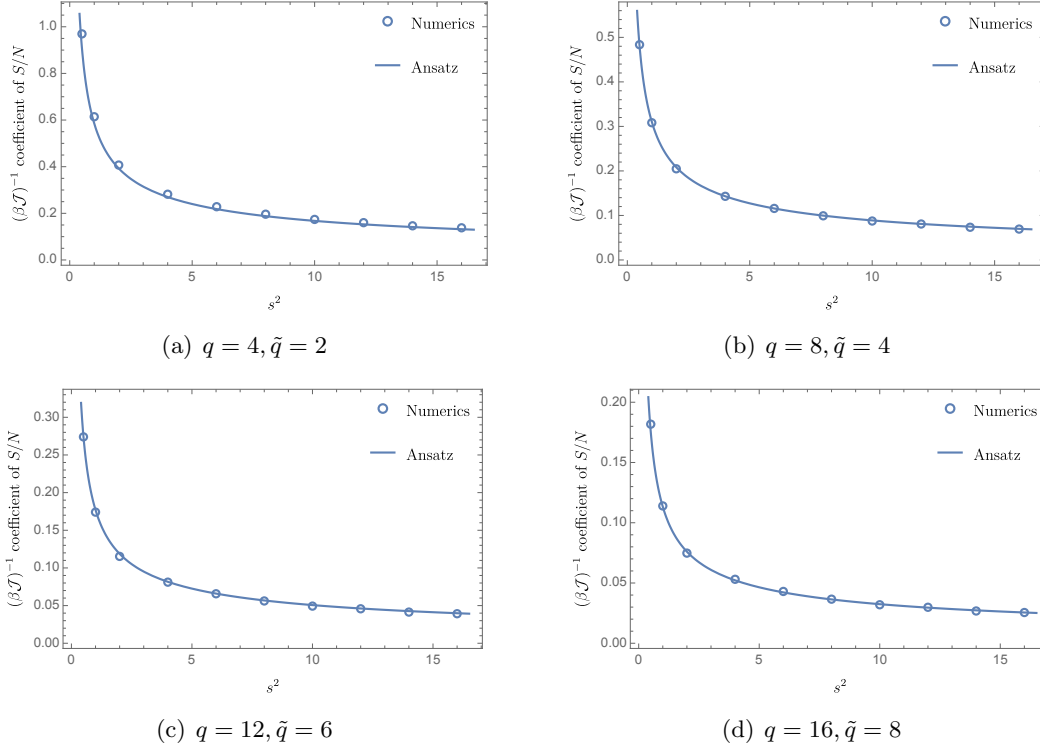 (β𝒥)⁻¹ coefficient of S/N
1.0
0.8
0.6
0.4
0.2
0.0
0 5 10 15
s²
Numerics
Ansatz
(a) q = 4, q̃ = 2
(β𝒥)⁻¹ coefficient of S/N
0.5
0.4
0.3
0.2
0.1
0.0
0 5 10 15
s²
Numerics
Ansatz
(b) q = 8, q̃ = 4
(β𝒥)⁻¹ coefficient of S/N
0.30
0.25
0.20
0.15
0.10
0.05
0.00
0 5 10 15
s²
Numerics
Ansatz
(c) q = 12, q̃ = 6
(β𝒥)⁻¹ coefficient of S/N
0.20
0.15
0.10
0.05
0.00
0 5 10 15
s²
Numerics
Ansatz
(d) q = 16, q̃ = 8